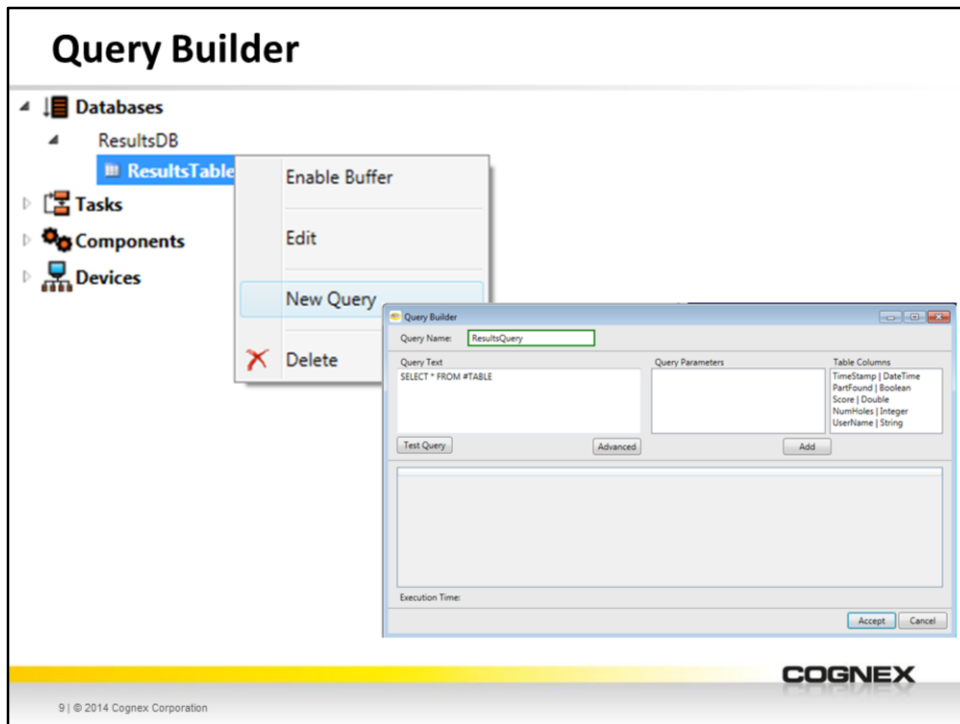 Query Builder
Databases
ResultsDB
ResultsTable
Tasks
Components
Devices
Enable Buffer
Edit
New Query
Delete
Query Builder
Query Name:
ResultsQuery
Query Text
SELECT * FROM #TABLE
Query Parameters
Table Columns
TimeStamp | DateTime
PartFound | Boolean
Score | Double
NumHoles | Integer
UserName | String
Test Query
Advanced
Add
Execution Time:
Accept
Cancel
COGNEX
9 | © 2014 Cognex Corporation